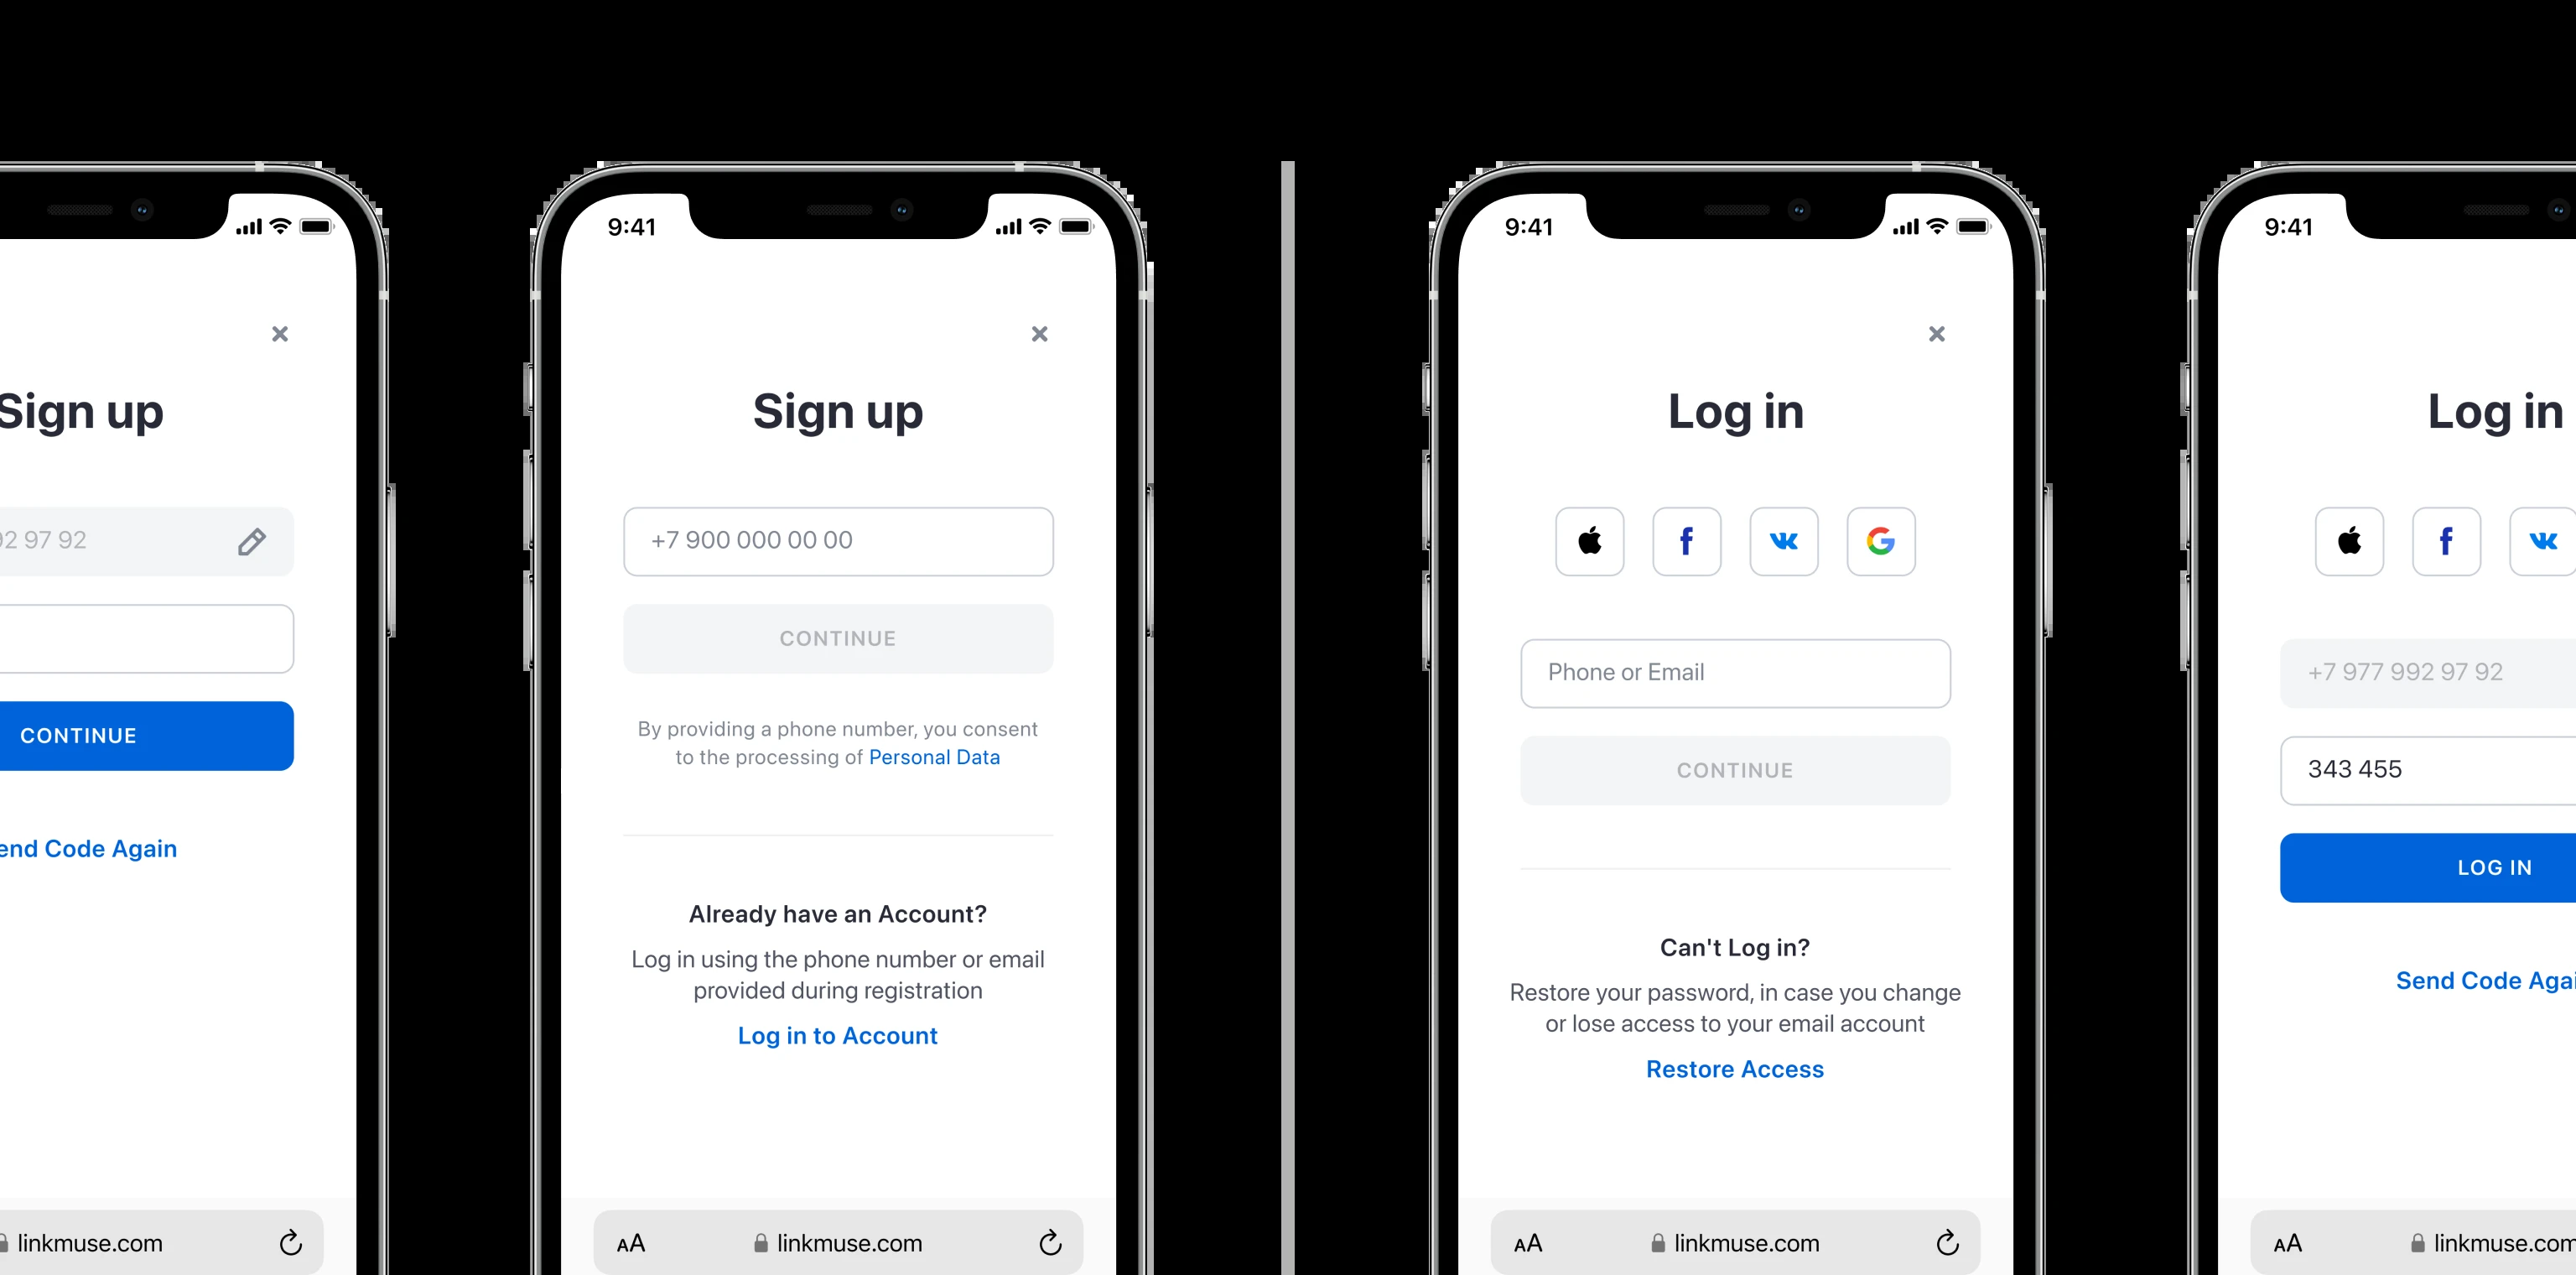 Sign up
92 97 92
CONTINUE
end Code Again
linkmuse.com
9:41
Sign up
+7 900 000 00 00
CONTINUE
By providing a phone number, you consent
to the processing of Personal Data
Already have an Account?
Log in using the phone number or email
provided during registration
Log in to Account
AA
linkmuse.com
9:41
Log in
Phone or Email
CONTINUE
Can't Log in?
Restore your password, in case you change
or lose access to your email account
Restore Access
AA
linkmuse.com
9:41
Log in
+7 977 992 97 92
343 455
LOG IN
Send Code Agai
AA
linkmuse.com